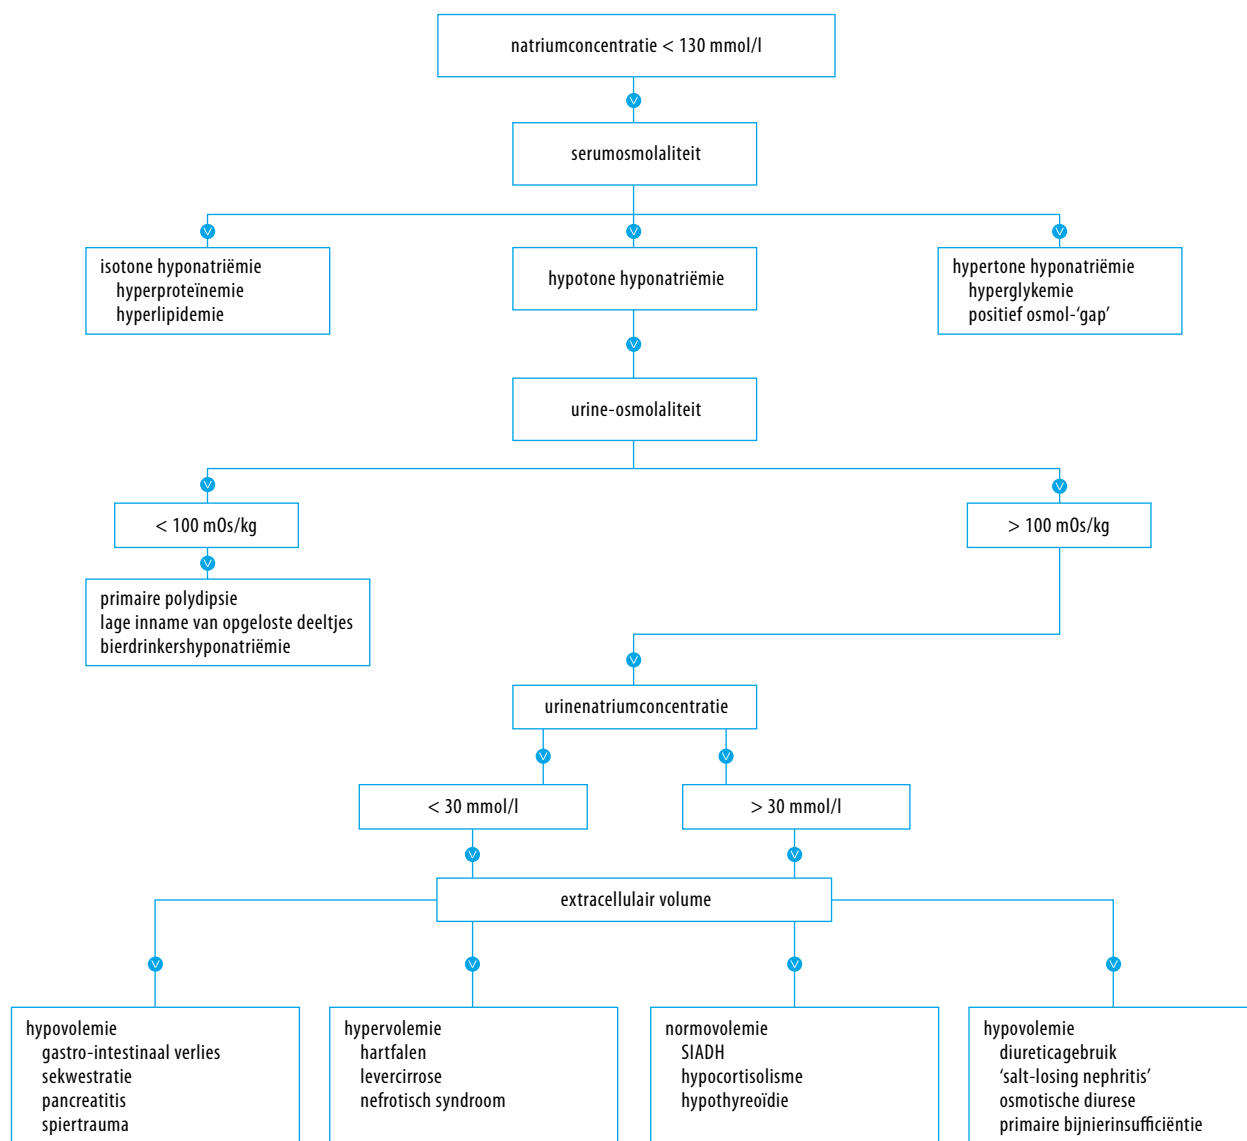 natriumconcentratie < 130 mmol/l
serumosmolaliteit
isotone hyponatriëmie
hyperproteïnemie
hyperlipidemie
hypotone hyponatriëmie
hypertone hyponatriëmie
hyperglykemie
positief osmol-‘gap’
urine-osmolaliteit
< 100 mOs/kg
> 100 mOs/kg
primaire polydipsie
lage inname van opgeloste deeltjes
bierdrinkershyponatriëmie
urinenatriumconcentratie
< 30 mmol/l
> 30 mmol/l
extracellulair volume
hypovolemie
gastro-intestinaal verlies
sekwestratie
pancreatitis
spiertrauma
hypervolemie
hartfalen
levercirrose
nefrotisch syndroom
normovolemie
SIADH
hypocortisolisme
hypothyreoïdie
hypovolemie
diureticagebruik
‘salt-losing nephritis’
osmotische diurese
primaire bijnierinsufficiëntie